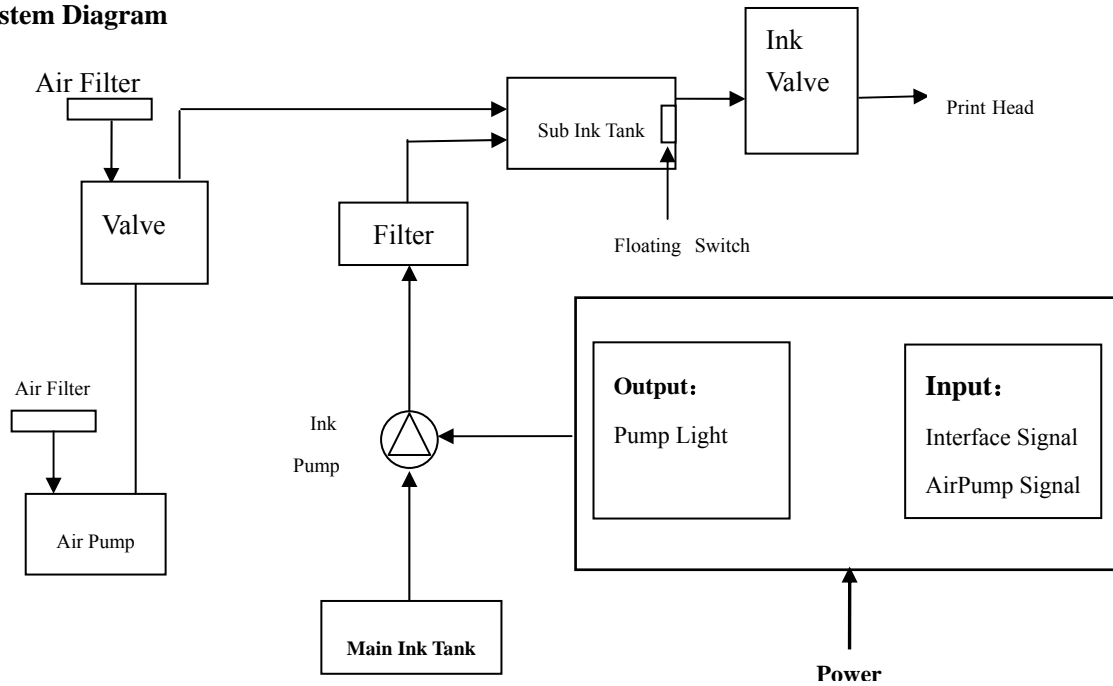 stem Diagram
Air Filter
Ink
Valve
Sub Ink Tank
Print Head
Valve
Filter
Floating Switch
Air Filter
Ink
Pump
Output：
Pump Light
Input：
Interface Signal
AirPump Signal
Air Pump
Main Ink Tank
Power